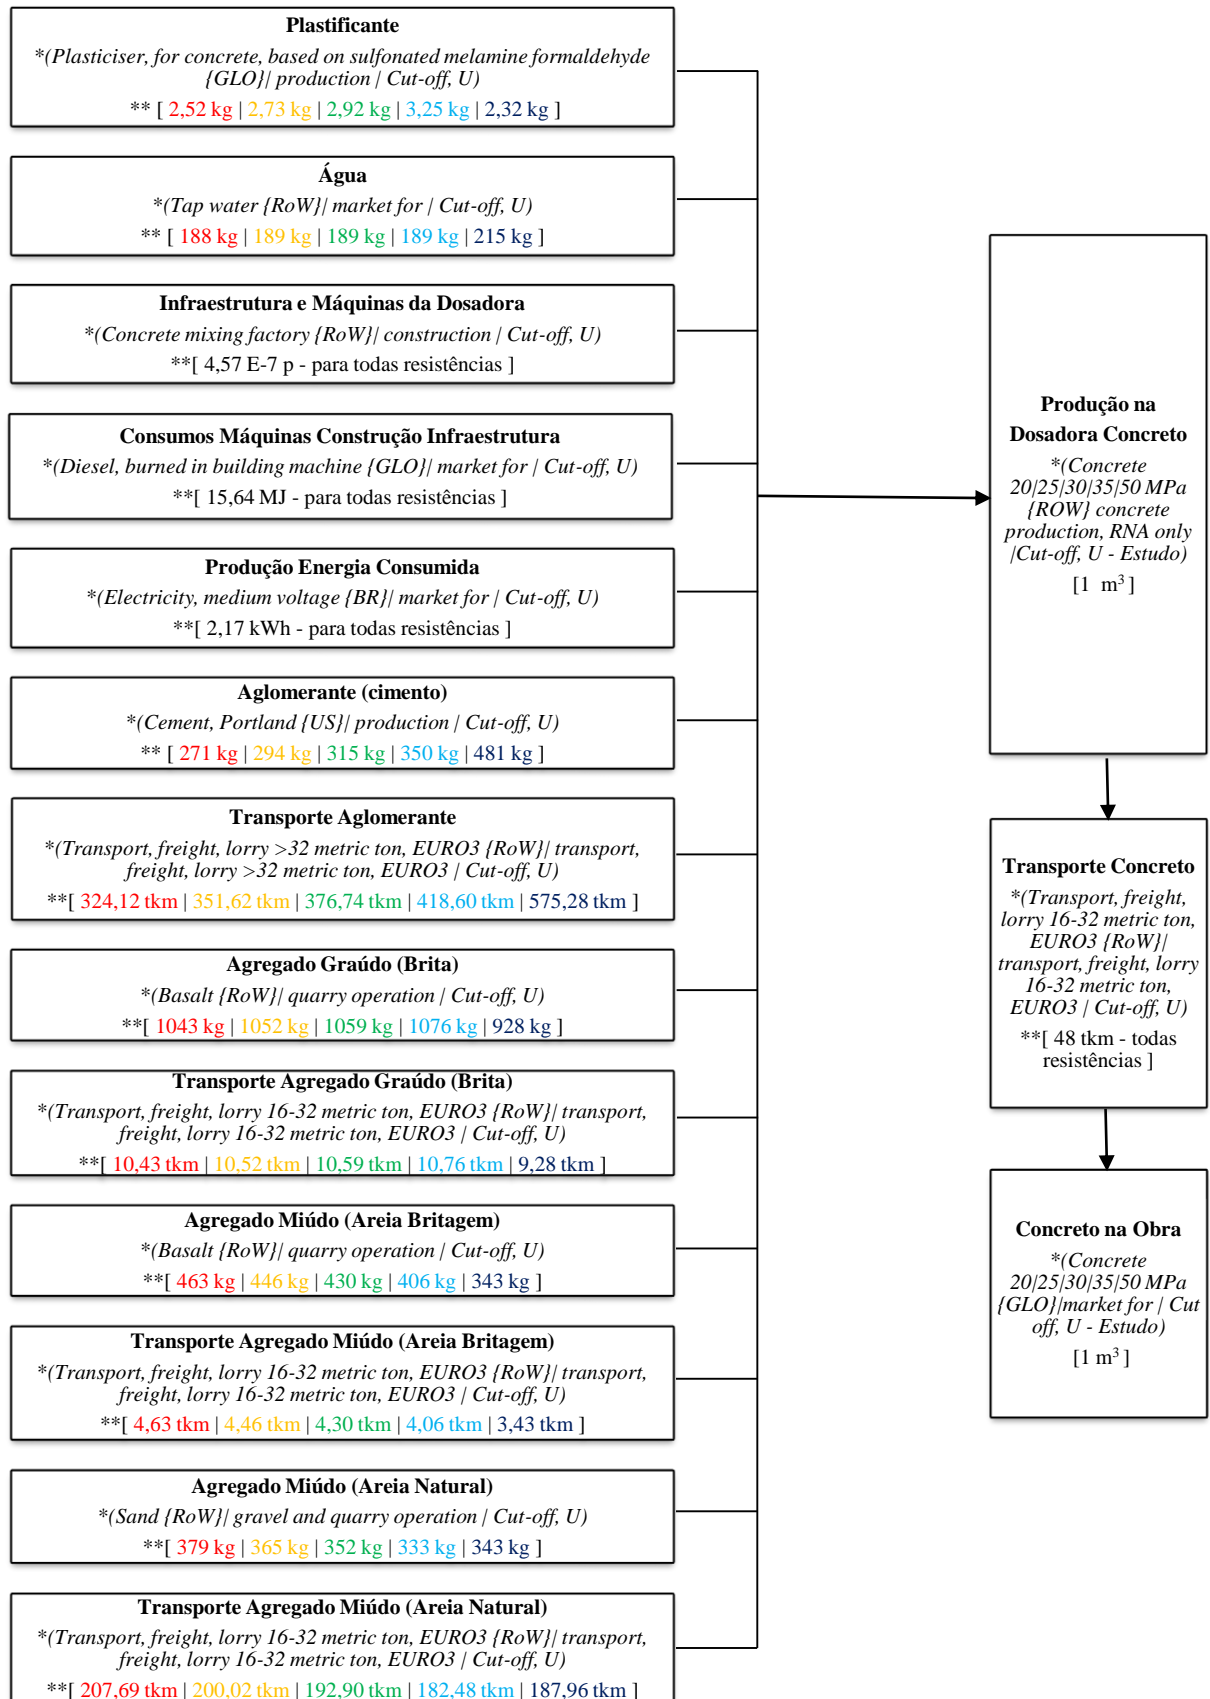 Plastificante
*(Plasticiser, for concrete, based on sulfonated melamine formaldehyde
{GLO}| production | Cut-off, U)
** [ 2,52 kg | 2,73 kg | 2,92 kg | 3,25 kg | 2,32 kg ]
Água
*(Tap water {RoW}| market for | Cut-off, U)
** [ 188 kg | 189 kg | 189 kg | 189 kg | 215 kg ]
Infraestrutura e Máquinas da Dosadora
*(Concrete mixing factory {RoW}| construction | Cut-off, U)
**[ 4,57 E-7 p - para todas resistências ]
Consumos Máquinas Construção Infraestrutura
*(Diesel, burned in building machine {GLO}| market for | Cut-off, U)
**[ 15,64 MJ - para todas resistências ]
Produção Energia Consumida
*(Electricity, medium voltage {BR}| market for | Cut-off, U)
**[ 2,17 kWh - para todas resistências ]
Aglomerante (cimento)
*(Cement, Portland {US}| production | Cut-off, U)
** [ 271 kg | 294 kg | 315 kg | 350 kg | 481 kg ]
Transporte Aglomerante
*(Transport, freight, lorry >32 metric ton, EURO3 {RoW}| transport,
freight, lorry >32 metric ton, EURO3 | Cut-off, U)
**[ 324,12 tkm | 351,62 tkm | 376,74 tkm | 418,60 tkm | 575,28 tkm ]
Agregado Graúdo (Brita)
*(Basalt {RoW}| quarry operation | Cut-off, U)
**[ 1043 kg | 1052 kg | 1059 kg | 1076 kg | 928 kg ]
Transporte Agregado Graúdo (Brita)
*(Transport, freight, lorry 16-32 metric ton, EURO3 {RoW}| transport,
freight, lorry 16-32 metric ton, EURO3 | Cut-off, U)
**[ 10,43 tkm | 10,52 tkm | 10,59 tkm | 10,76 tkm | 9,28 tkm ]
Agregado Miúdo (Areia Britagem)
*(Basalt {RoW}| quarry operation | Cut-off, U)
**[ 463 kg | 446 kg | 430 kg | 406 kg | 343 kg ]
Transporte Agregado Miúdo (Areia Britagem)
*(Transport, freight, lorry 16-32 metric ton, EURO3 {RoW}| transport,
freight, lorry 16-32 metric ton, EURO3 | Cut-off, U)
**[ 4,63 tkm | 4,46 tkm | 4,30 tkm | 4,06 tkm | 3,43 tkm ]
Agregado Miúdo (Areia Natural)
*(Sand {RoW}| gravel and quarry operation | Cut-off, U)
**[ 379 kg | 365 kg | 352 kg | 333 kg | 343 kg ]
Transporte Agregado Miúdo (Areia Natural)
*(Transport, freight, lorry 16-32 metric ton, EURO3 {RoW}| transport,
freight, lorry 16-32 metric ton, EURO3 | Cut-off, U)
**[ 207,69 tkm | 200,02 tkm | 192,90 tkm | 182,48 tkm | 187,96 tkm ]
Produção na
Dosadora Concreto
*(Concrete
20|25|30|35|50 MPa
{ROW} concrete
production, RNA only
|Cut-off, U - Estudo)
[1 m³ ]
Transporte Concreto
*(Transport, freight,
lorry 16-32 metric ton,
EURO3 {RoW}|
transport, freight, lorry
16-32 metric ton,
EURO3 | Cut-off, U)
**[ 48 tkm - todas
resistências ]
Concreto na Obra
*(Concrete
20|25|30|35|50 MPa
{GLO}|market for | Cut
off, U - Estudo)
[1 m³ ]